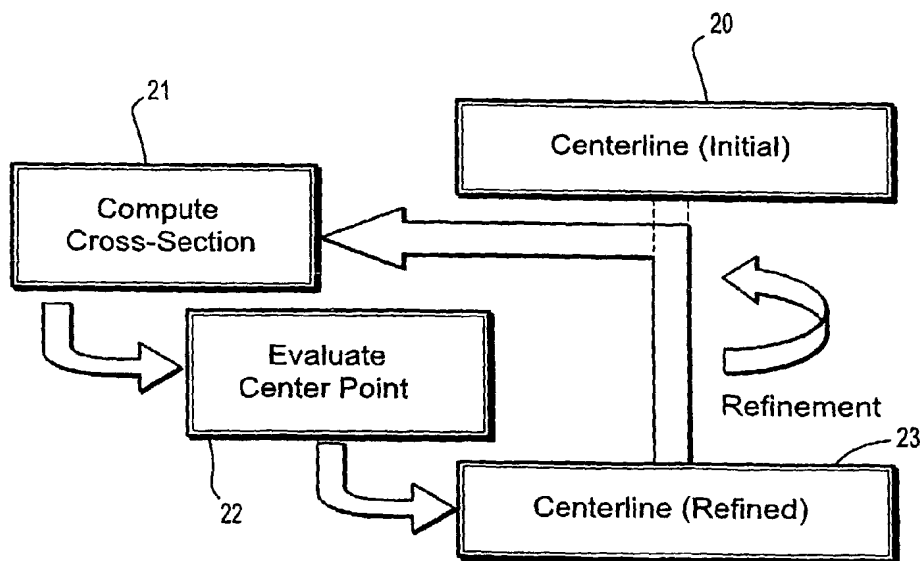 20
21
Centerline (Initial)
Compute
Cross-Section
Evaluate
Center Point
Refinement
22
23
Centerline (Refined)